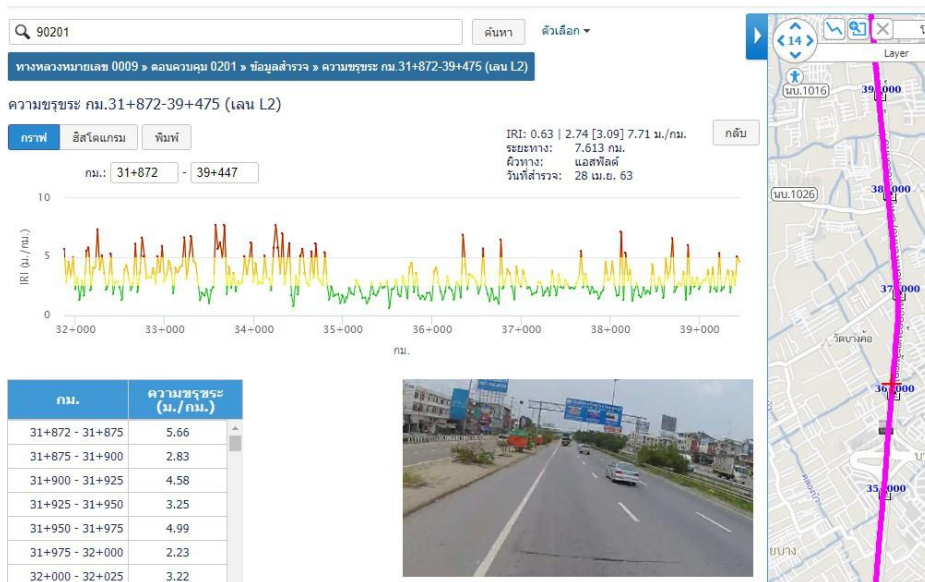 90201
ค้นหา
ตัวเลือก
ทางหลวงหมายเลข 0009 » ตอนควบคุม 0201 » ข้อมูลสำรวจ » ความขรุขระ กม.31+872-39+475 (เลน L2)
ความขรุขระ กม.31+872-39+475 (เลน L2)
กราฟ ฮิสโตแกรม พิมพ์
IRI: 0.63 | 2.74 [3.09] 7.71 ม./กม.
ระยะทาง: 7.613 กม.
ผิวทาง: แอสฟัลต์
วันที่สำรวจ: 28 เม.ย. 63
กลับ
กม.: 31+872 - 39+447
10
5
0
IRI (ม./กม.)
32+000 33+000 34+000 35+000 36+000 37+000 38+000 39+000
กม.
กม. ความขรุขระ (ม./กม.)
31+872 - 31+875 5.66
31+875 - 31+900 2.83
31+900 - 31+925 4.58
31+925 - 31+950 3.25
31+950 - 31+975 4.99
31+975 - 32+000 2.23
32+000 - 32+025 3.22
14
Layer
นบ.1016
นบ.1026
วัดบางค้อ